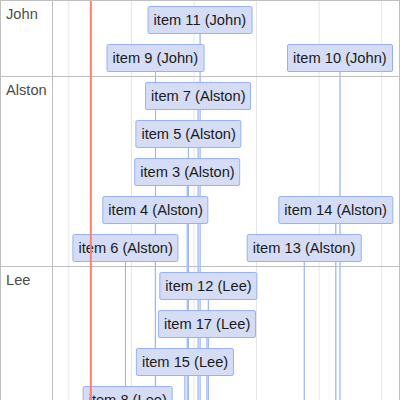 John
item 11 (John)
item 9 (John)
item 10 (John)
Alston
item 7 (Alston)
item 5 (Alston)
item 3 (Alston)
item 4 (Alston)
item 14 (Alston)
item 6 (Alston)
item 13 (Alston)
Lee
item 12 (Lee)
item 17 (Lee)
item 15 (Lee)
item 8 (Lee)